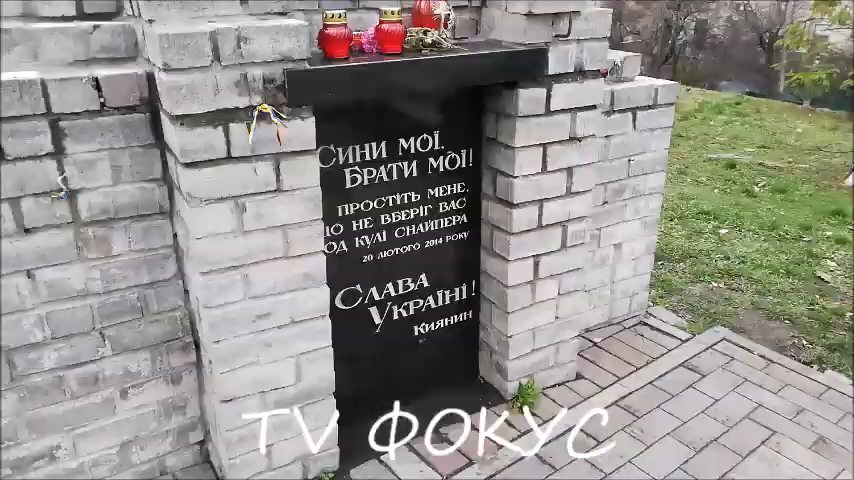 Сини мої,
Брати мої!
простіть мене,
що не вберіг вас
од кулі снайпера
20 лютого 2014 року
Слава
Україні!
Киянин
TV ФОКУС